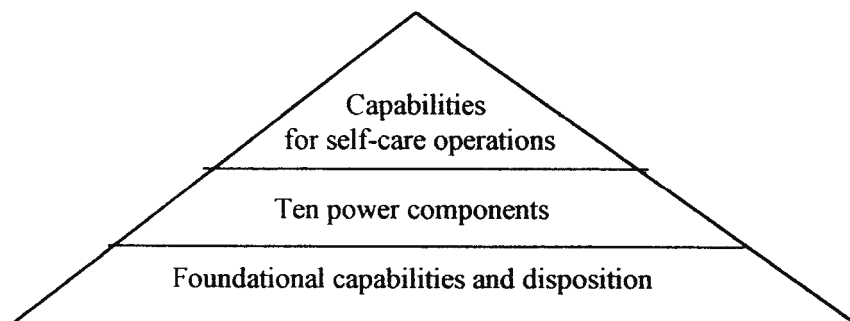 Capabilities
for self-care operations
Ten power components
Foundational capabilities and disposition